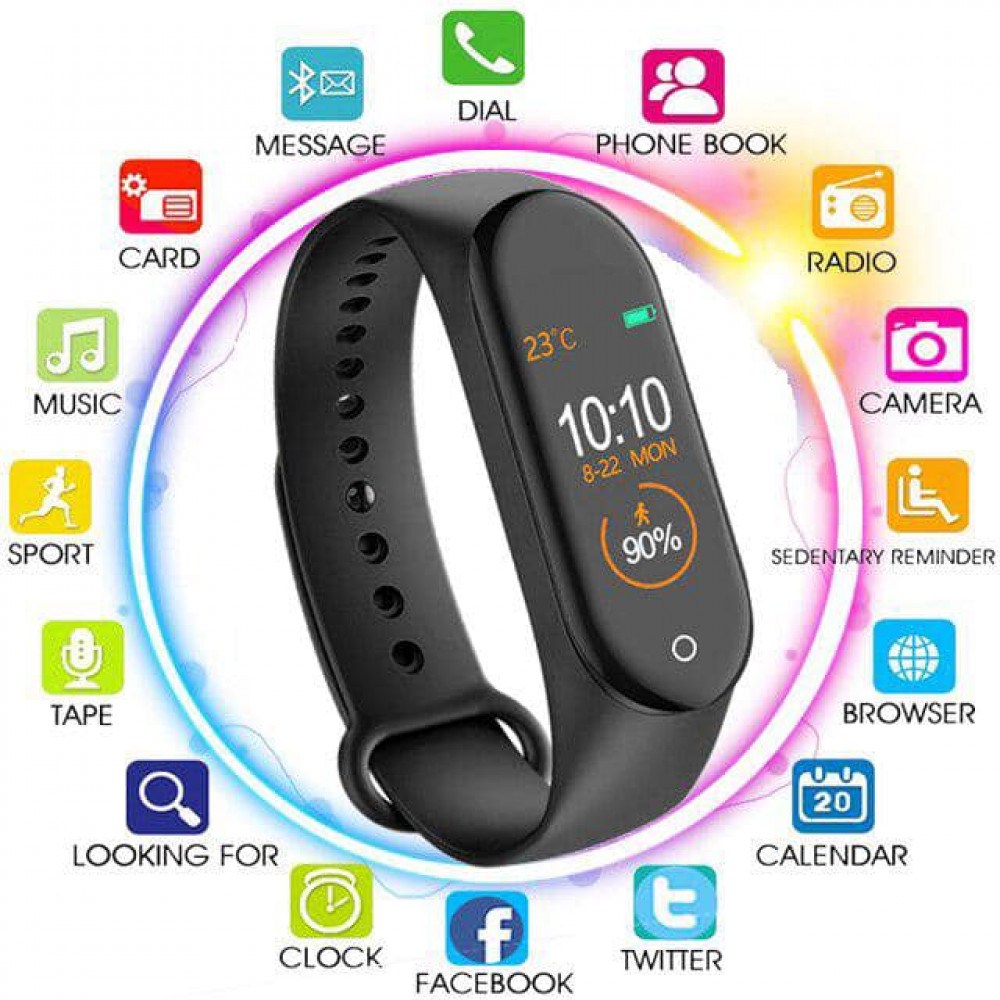 DIAL
MESSAGE
PHONE BOOK
CARD
RADIO
23°C
MUSIC
CAMERA
10:10
8-22 MON
SPORT
90%
SEDENTARY REMINDER
TAPE
BROWSER
20
LOOKING FOR
CALENDAR
CLOCK
FACEBOOK
TWITTER